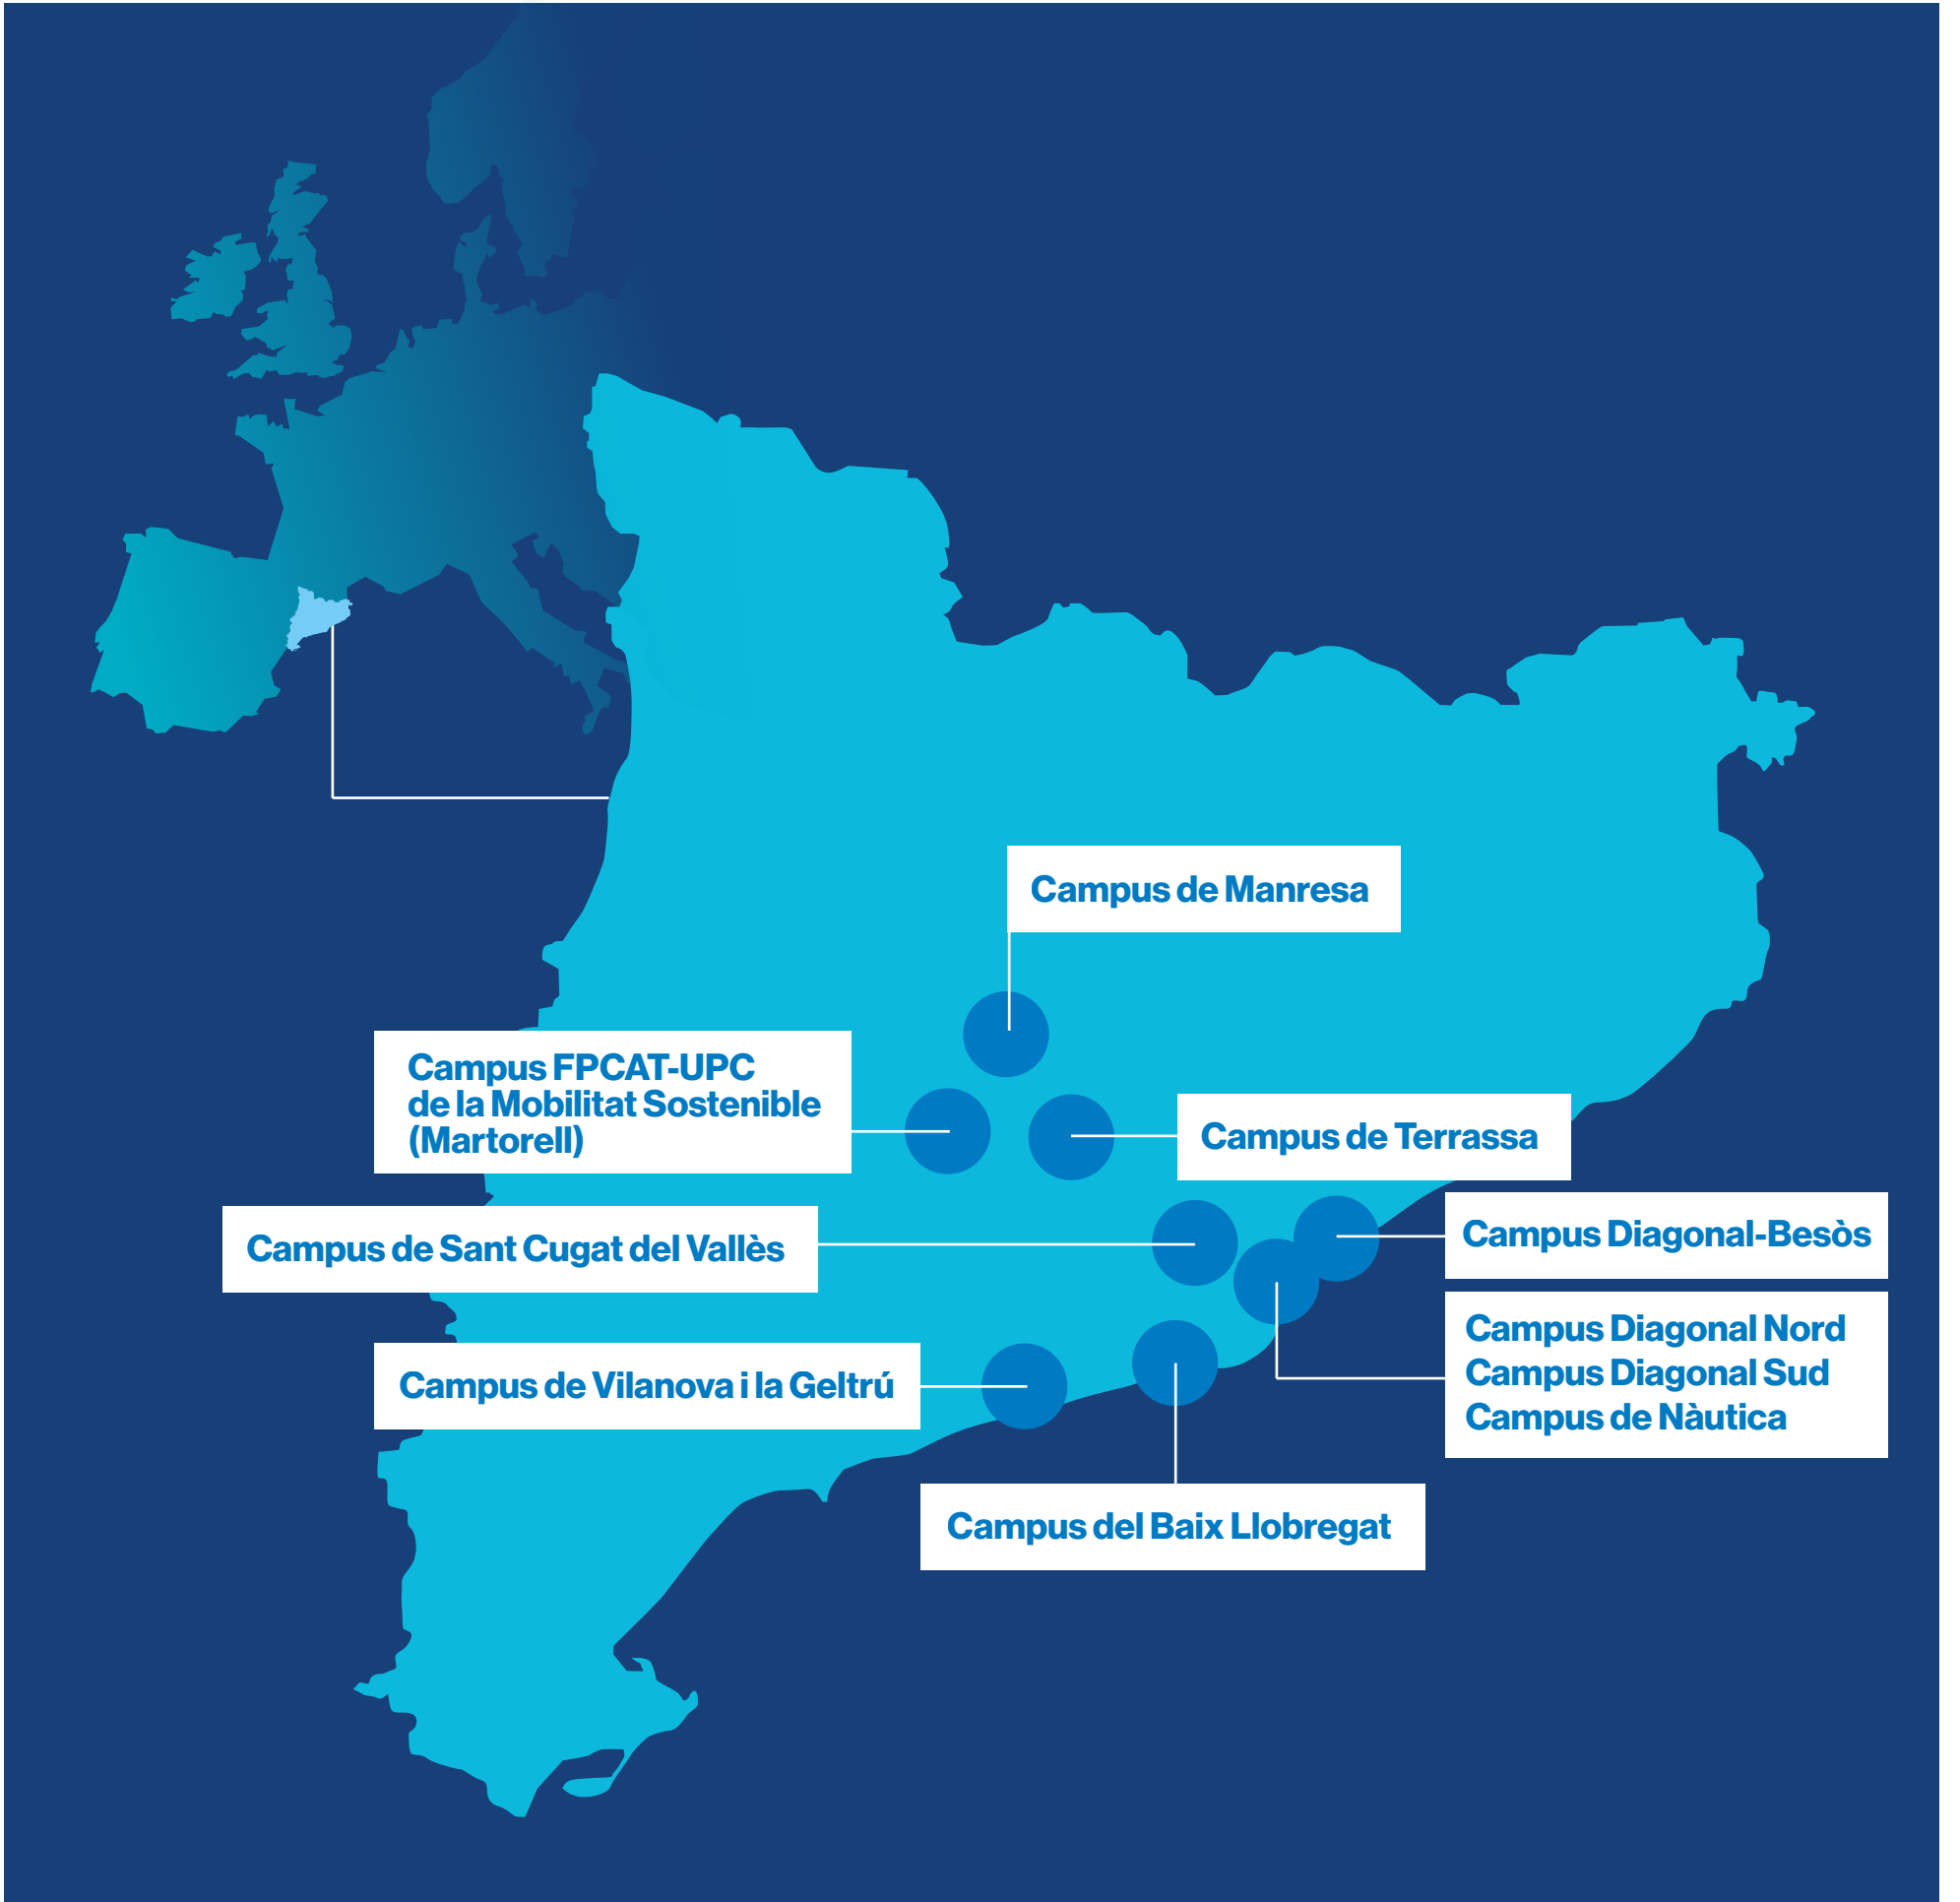 Campus de Manresa
Campus FPCAT-UPC
de la Mobilitat Sostenible
(Martorell)
Campus de Terrassa
Campus de Sant Cugat del Vallès
Campus Diagonal-Besòs
Campus Diagonal Nord
Campus Diagonal Sud
Campus de Nàutica
Campus de Vilanova i la Geltrú
Campus del Baix Llobregat